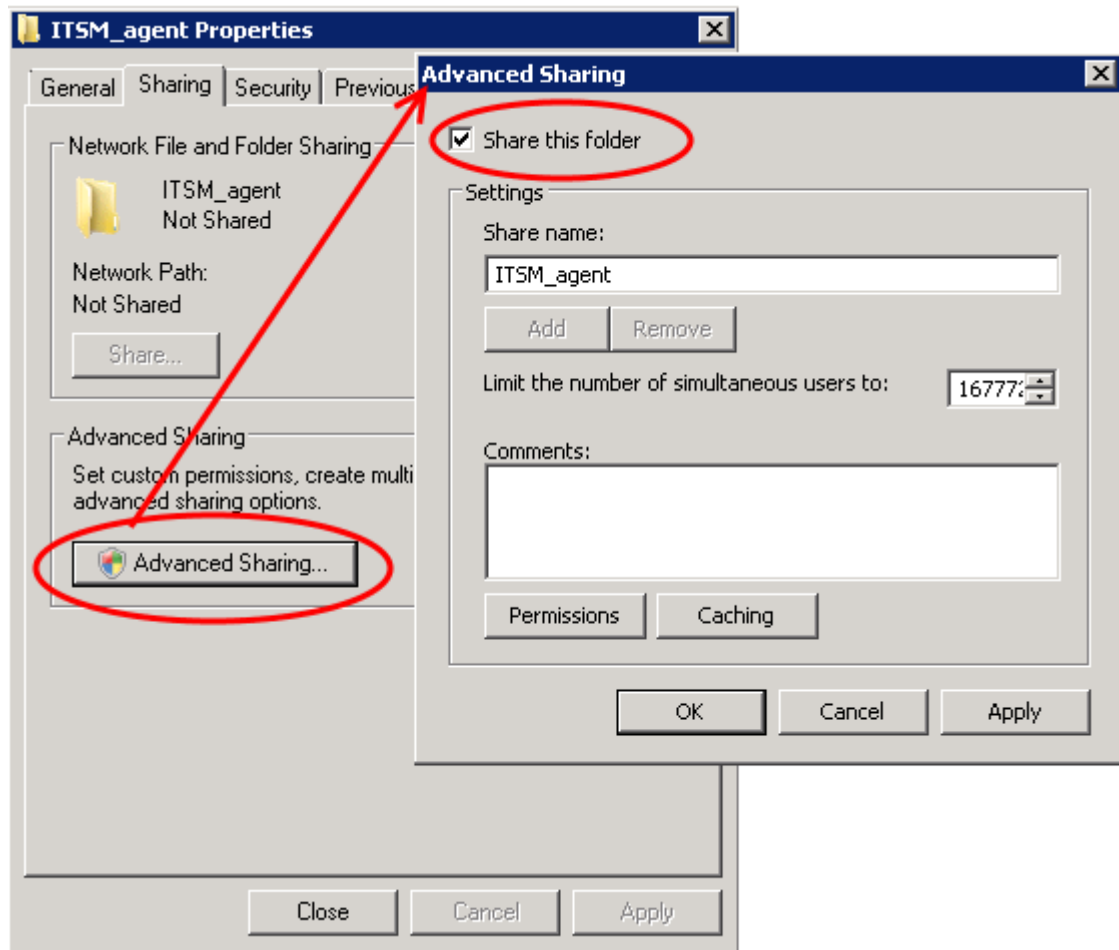 ITSM_agent Properties
General
Sharing
Security
Previous
Network File and Folder Sharing
ITSM_agent
Not Shared
Network Path:
Not Shared
Share...
Advanced Sharing
Set custom permissions, create multi
advanced sharing options.
Advanced Sharing...
Close
Cancel
Apply
Advanced Sharing
Share this folder
Settings
Share name:
ITSM_agent
Add
Remove
Limit the number of simultaneous users to:
Comments:
Permissions
Caching
OK
Cancel
Apply